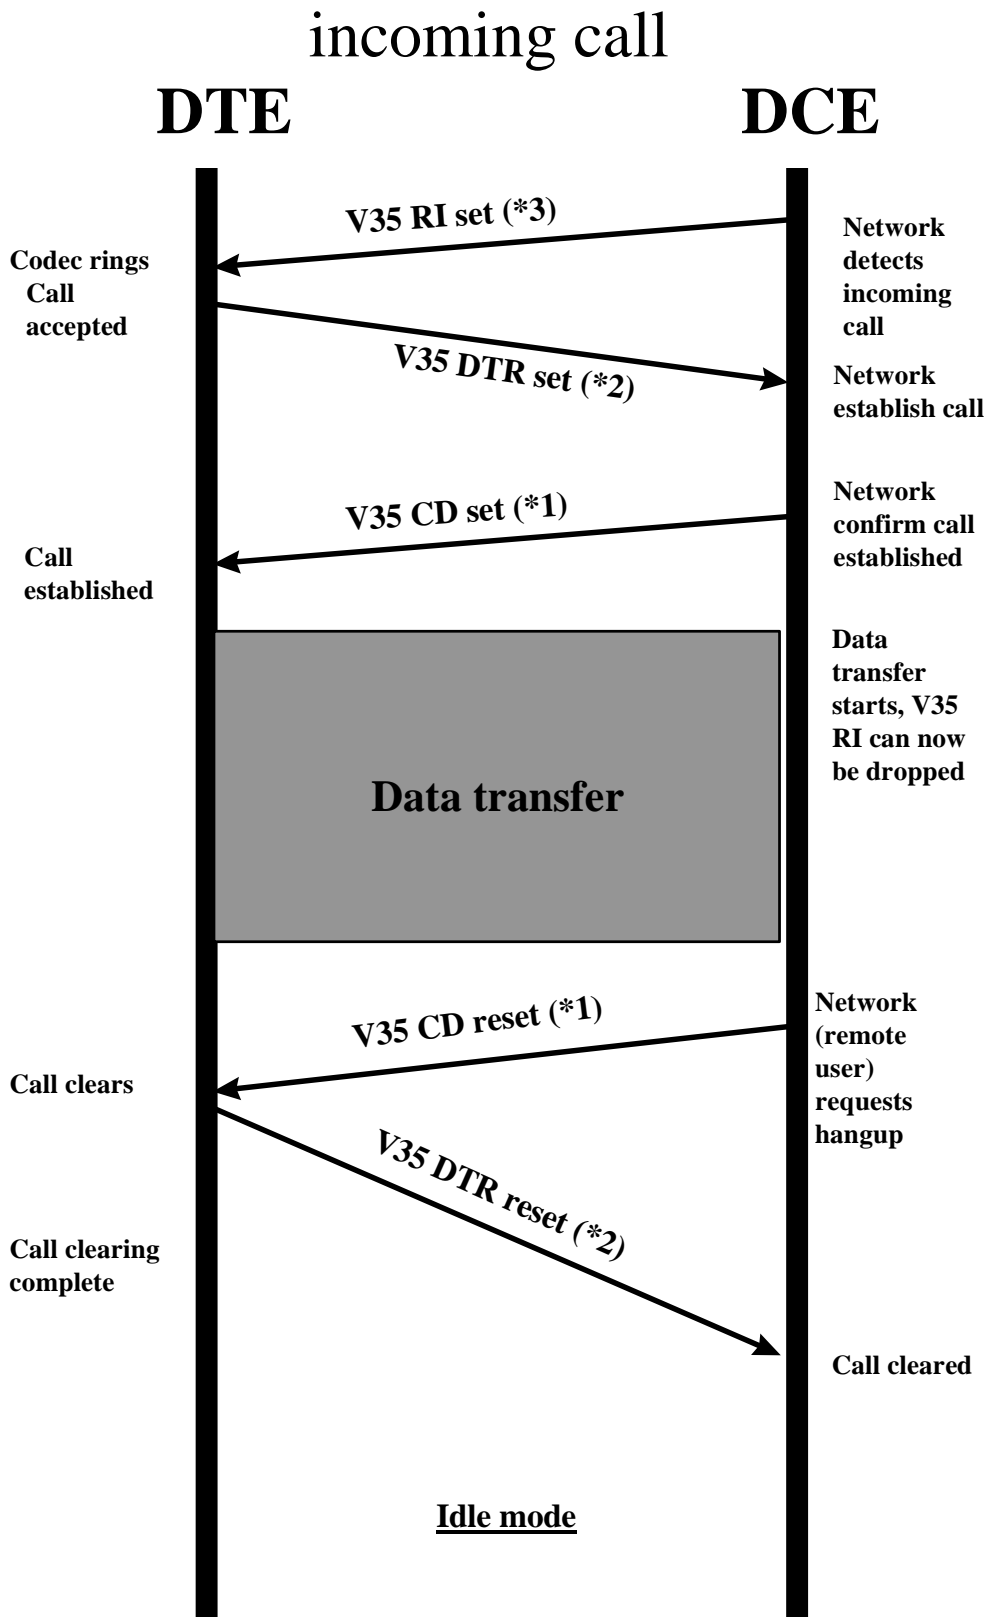 incoming call
DTE
DCE
V35 RI set (*3)
Network
detects
incoming
call
Codec rings
Call
accepted
V35 DTR set (*2)
Network
establish call
V35 CD set (*1)
Network
confirm call
established
Call
established
Data
transfer
starts, V35
RI can now
be dropped
Data transfer
V35 CD reset (*1)
Network
(remote
user)
requests
hangup
Call clears
V35 DTR reset (*2)
Call clearing
complete
Call cleared
Idle mode